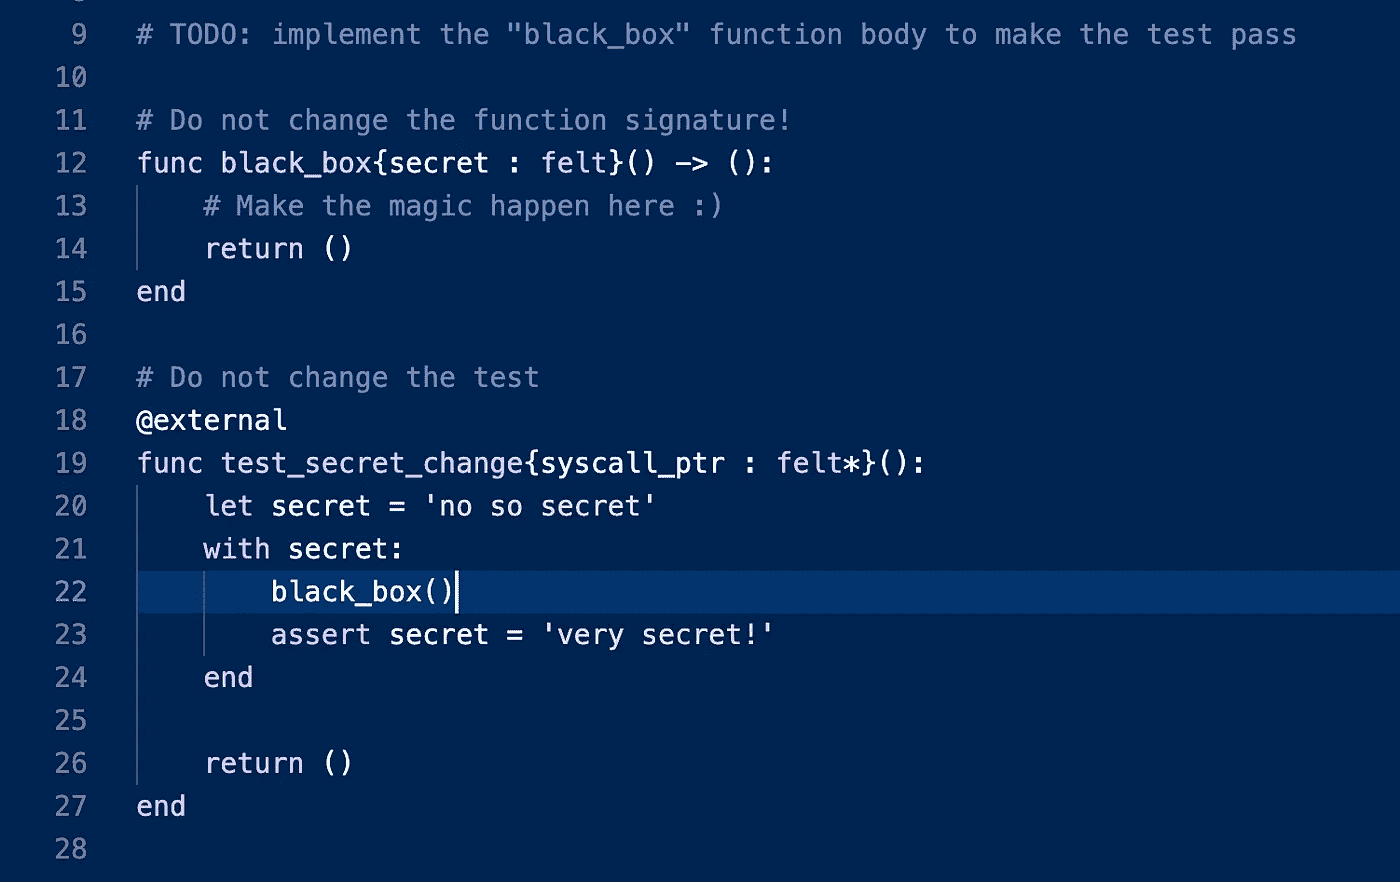 9 # TODO: implement the "black_box" function body to make the test pass
10
11 # Do not change the function signature!
12 func black_box{secret : felt}() -> ():
13     # Make the magic happen here :)
14     return ()
15 end
16
17 # Do not change the test
18 @external
19 func test_secret_change{syscall_ptr : felt*}():
20     let secret = 'no so secret'
21     with secret:
22         black_box()
23         assert secret = 'very secret!'
24     end
25
26     return ()
27 end
28